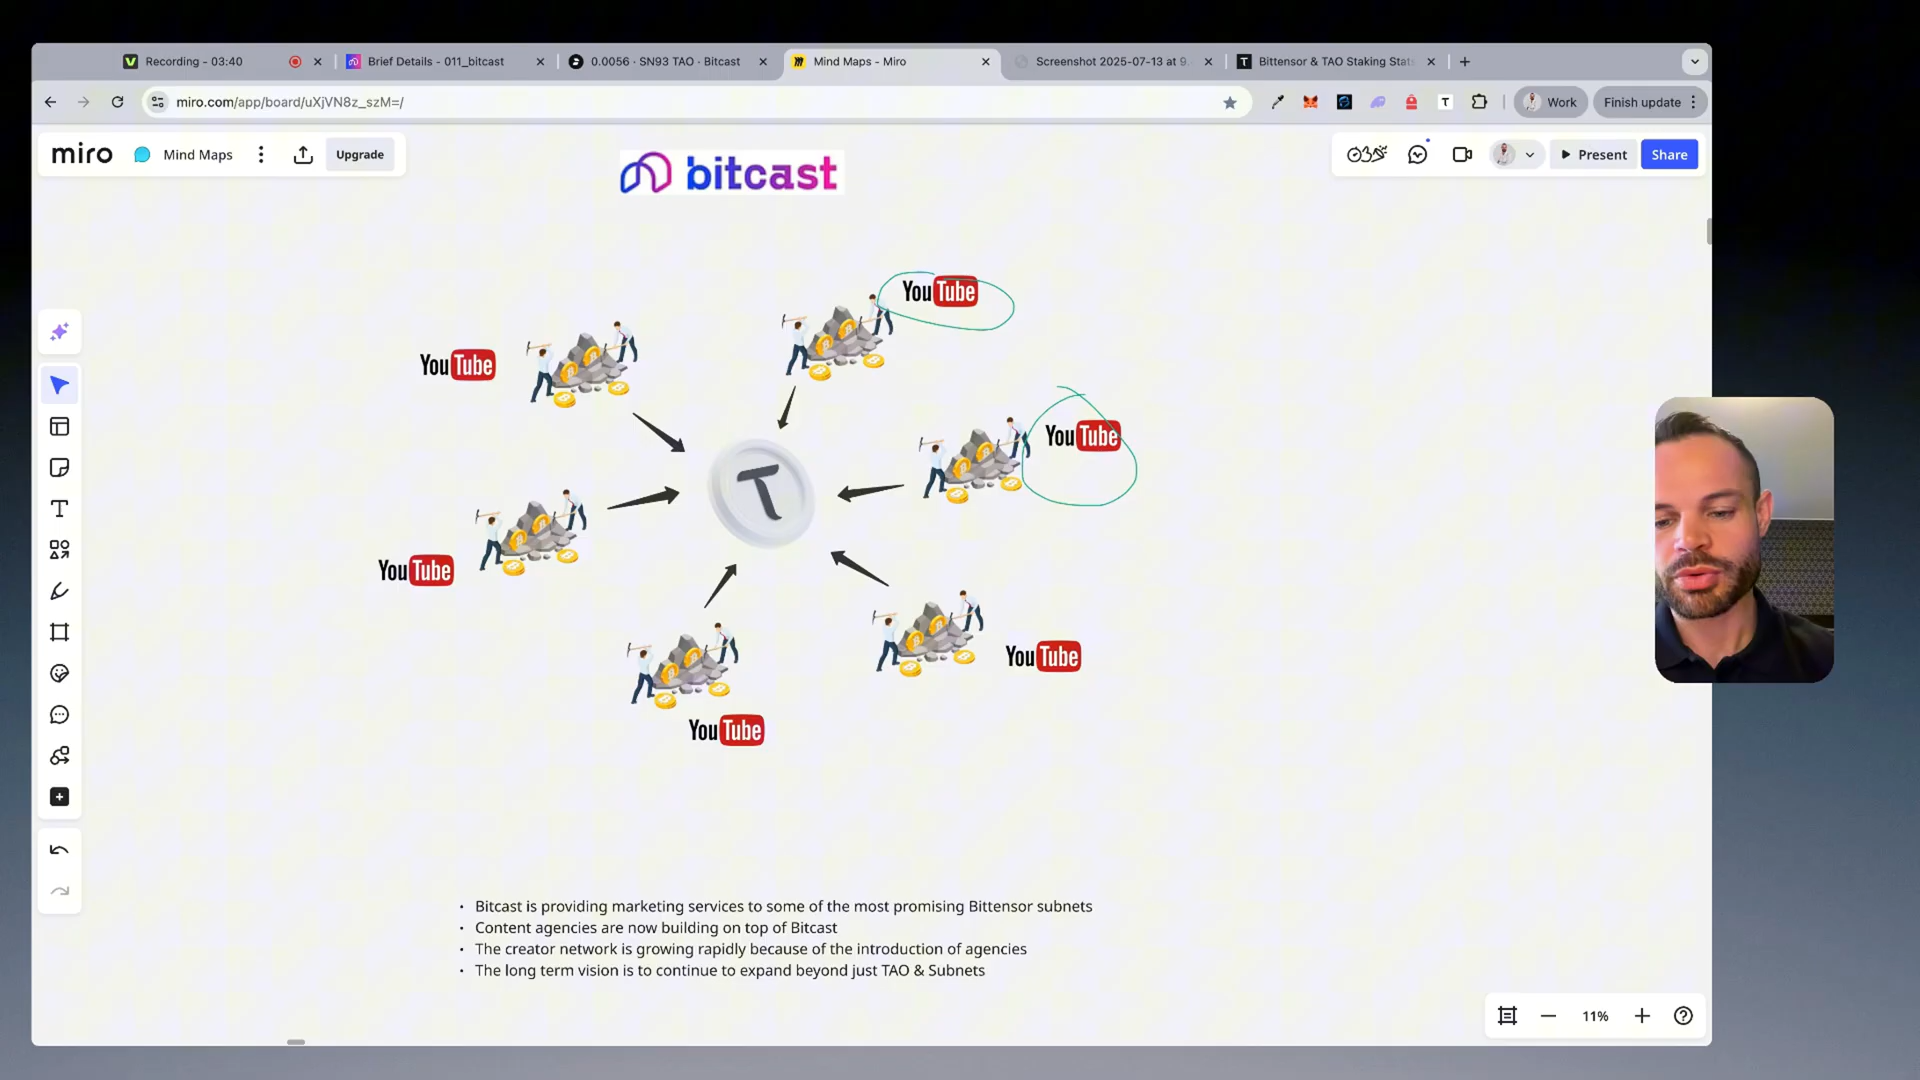 Recording - 03:40
Brief Details - 011_bitcast
0.0056 · SN93 TAO · Bitcast
Mind Maps - Miro
Screenshot 2025-07-13 at 9.
Bittensor & TAO Staking Stats
miro.com/app/board/uXjVN8z_szM=/
Work
Finish update
miro
Mind Maps
Upgrade
Present
Share
bitcast
YouTube
YouTube
YouTube
YouTube
YouTube
YouTube
· Bitcast is providing marketing services to some of the most promising Bittensor subnets
· Content agencies are now building on top of Bitcast
· The creator network is growing rapidly because of the introduction of agencies
· The long term vision is to continue to expand beyond just TAO & Subnets
11%